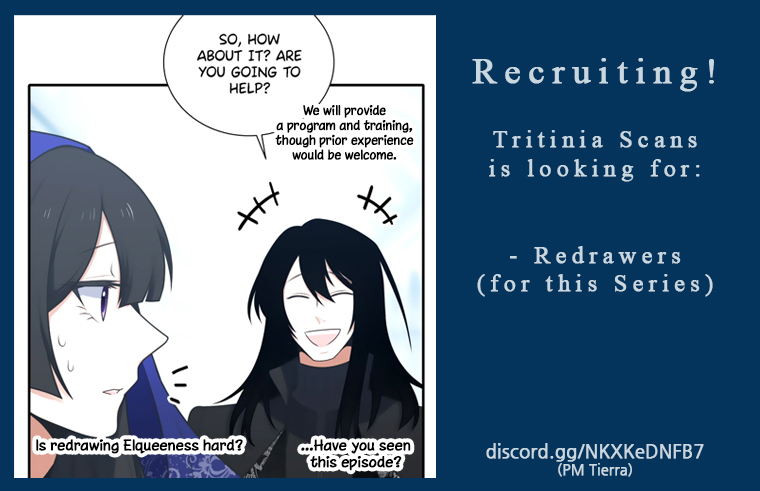 SO, HOW
ABOUT IT? ARE
YOU GOING TO
HELP?
We will provide
a program and training,
though prior experience
would be welcome.
Is redrawing Elqueeness hard?
...Have you seen
this episode?
Recruiting!
Tritinia Scans
is looking for:
- Redrawers
(for this Series)
discord.gg/NKXKeDNFB7
(PM Tierra)